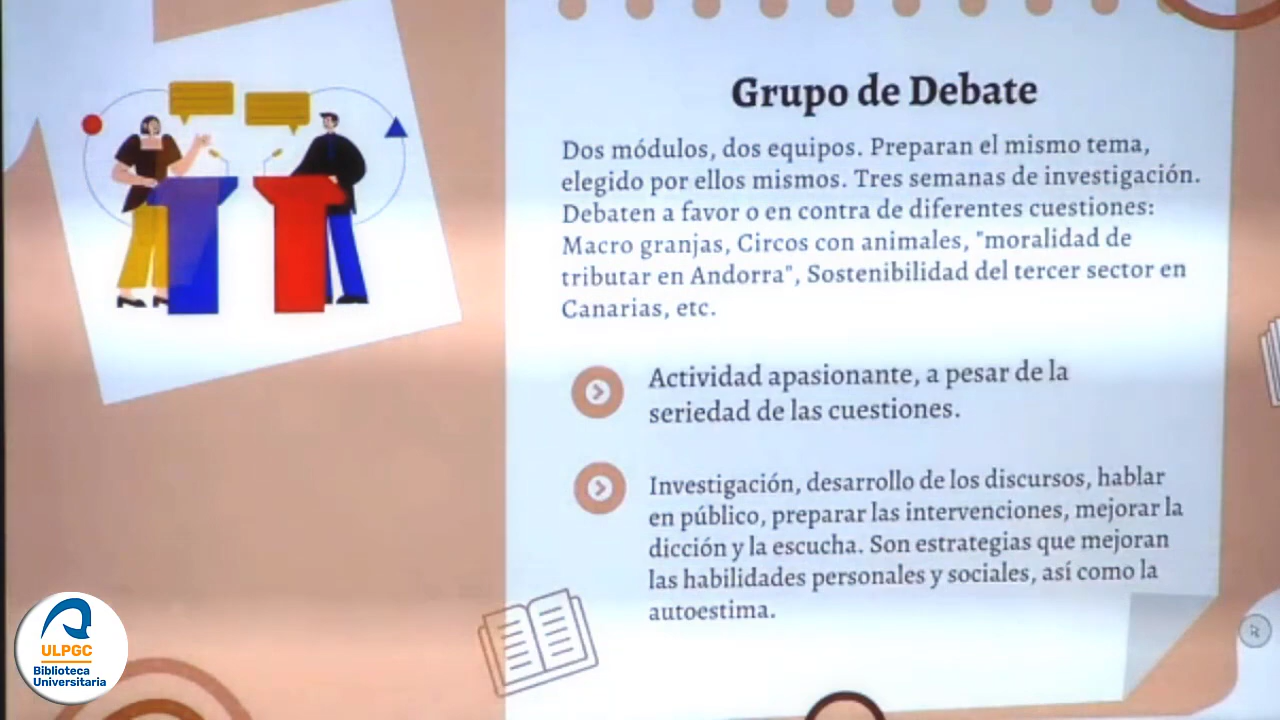 Grupo de Debate
Dos módulos, dos equipos. Preparan el mismo tema,
elegido por ellos mismos. Tres semanas de investigación.
Debaten a favor o en contra de diferentes cuestiones:
Macro granjas, Circos con animales, "moralidad de
tributar en Andorra", Sostenibilidad del tercer sector en
Canarias, etc.
Actividad apasionante, a pesar de la
seriedad de las cuestiones.
Investigación, desarrollo de los discursos, hablar
en público, preparar las intervenciones, mejorar la
dicción y la escucha. Son estrategias que mejoran
las habilidades personales y sociales, así como la
autoestima.
ULPGC
Biblioteca
Universitaria